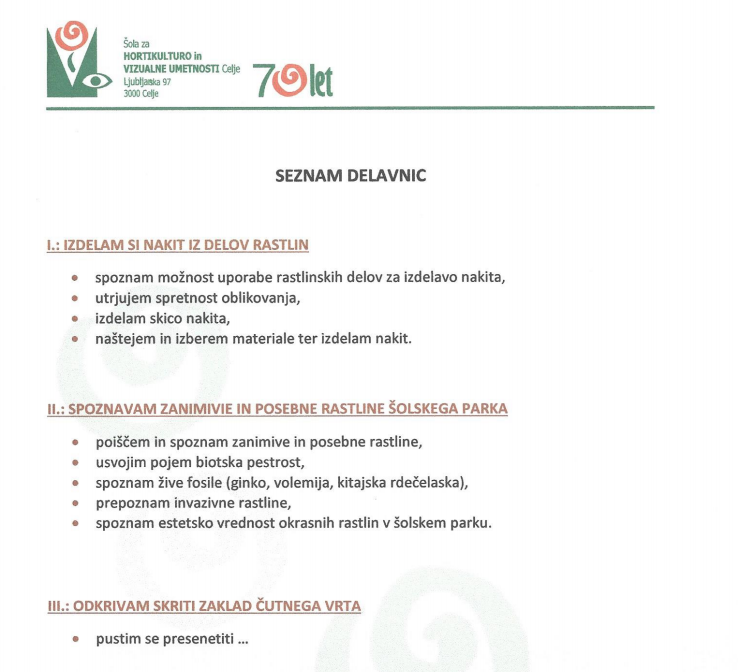 Šola za
HORTIKULTURO in
VIZUALNE UMETNOSTI Celje
Ljubljanska 97
3000 Celje
70 let
SEZNAM DELAVNIC
I.: IZDELAM SI NAKIT IZ DELOV RASTLIN
• spoznam možnost uporabe rastlinskih delov za izdelavo nakita,
• utrjujem spretnost oblikovanja,
• izdelam skico nakita,
• naštejem in izberem materiale ter izdelam nakit.
II.: SPOZNAVAM ZANIMIVIE IN POSEBNE RASTLINE ŠOLSKEGA PARKA
• poiščem in spoznam zanimive in posebne rastline,
• usvojim pojem biotska pestrost,
• spoznam žive fosile (ginko, volemija, kitajska rdečelaska),
• prepoznam invazivne rastline,
• spoznam estetsko vrednost okrasnih rastlin v šolskem parku.
III.: ODKRIVAM SKRITI ZAKLAD ČUTNEGA VRTA
• pustim se presenetiti ...